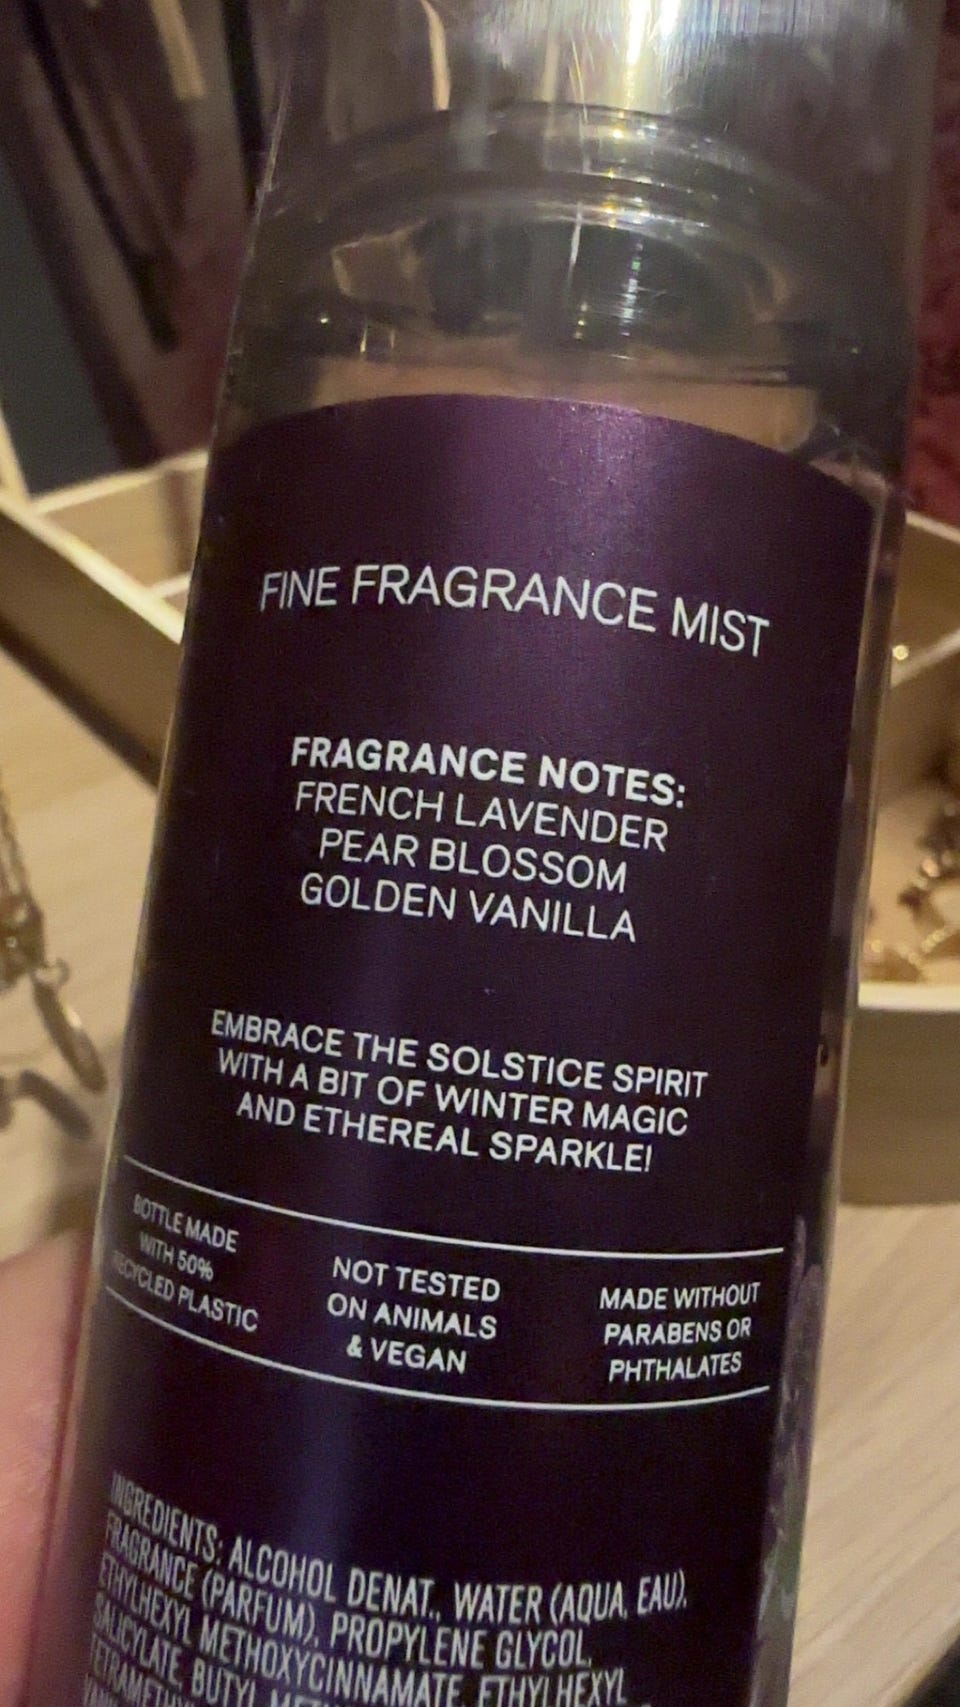 FINE FRAGRANCE MIST
FRAGRANCE NOTES:
FRENCH LAVENDER
PEAR BLOSSOM
GOLDEN VANILLA
EMBRACE THE SOLSTICE SPIRIT
WITH A BIT OF WINTER MAGIC
AND ETHEREAL SPARKLE!
BOTTLE MADE
WITH 50%
RECYCLED PLASTIC
NOT TESTED
ON ANIMALS
& VEGAN
MADE WITHOUT
PARABENS OR
PHTHALATES
INGREDIENTS: ALCOHOL DENAT., WATER (AQUA, EAU),
FRAGRANCE (PARFUM), PROPYLENE GLYCOL,
ETHYLHEXYL METHOXYCINNAMATE, ETHYLHEXYL
SALICYLATE, BUTYL